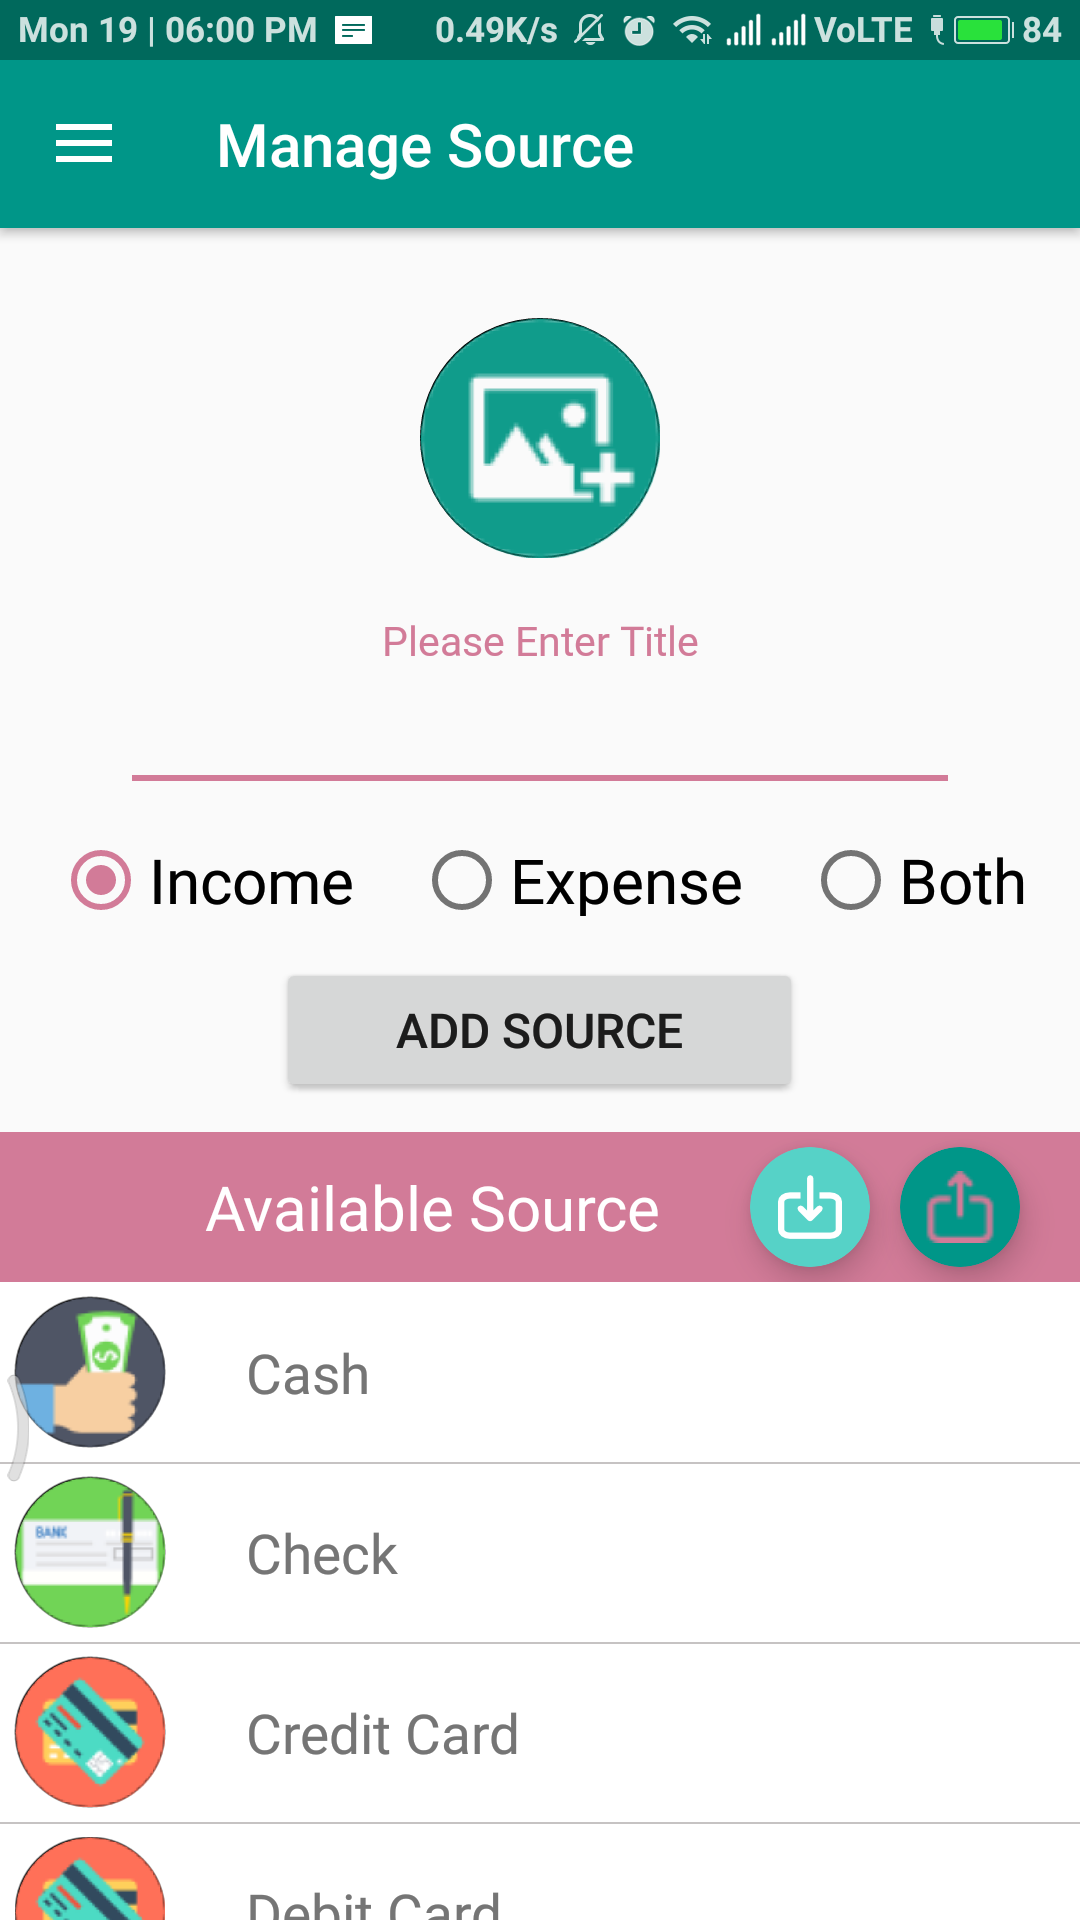 Mon 19 | 06:00 PM 0.49K/s VoLTE 84
Manage Source
Please Enter Title
Income Expense Both
ADD SOURCE
Available Source
Cash
BANK
Check
Credit Card
Debit Card